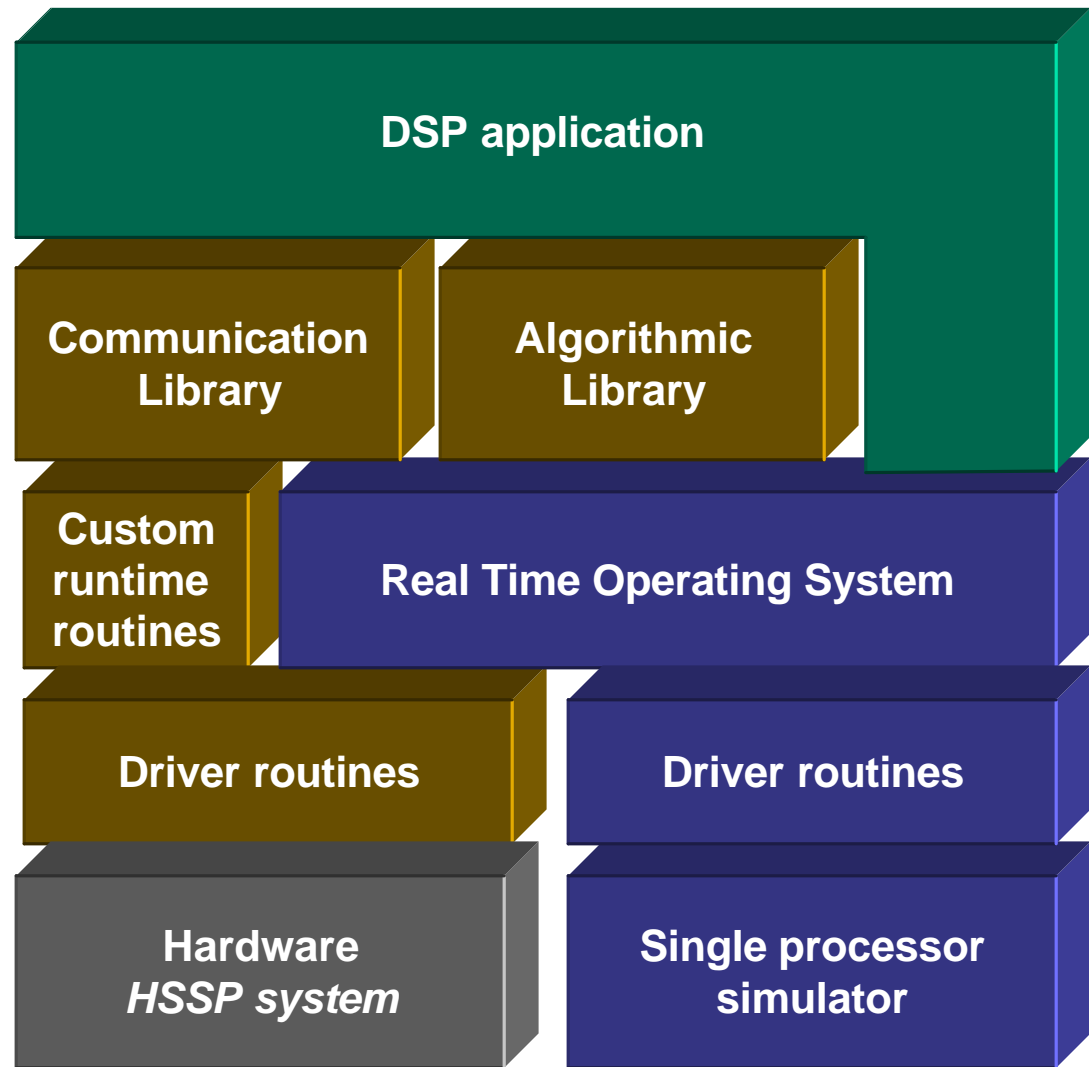 DSP application
Communication
Library
Algorithmic
Library
Custom
runtime
routines
Real Time Operating System
Driver routines
Driver routines
Hardware
HSSP system
Single processor
simulator